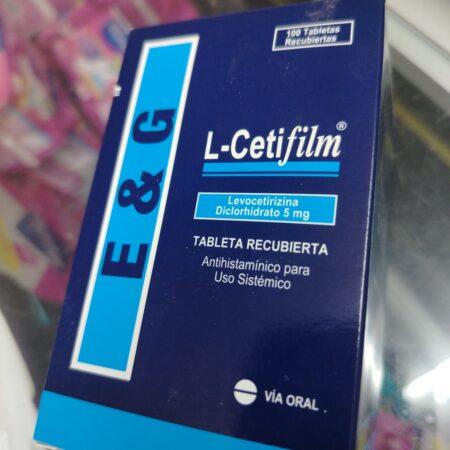 100 Tabletas
Recubiertas
E & G
L-Cetifilm®
Levocetirizina
Diclorhidrato 5 mg
TABLETA RECUBIERTA
Antihistamínico para
Uso Sistémico
VÍA ORAL